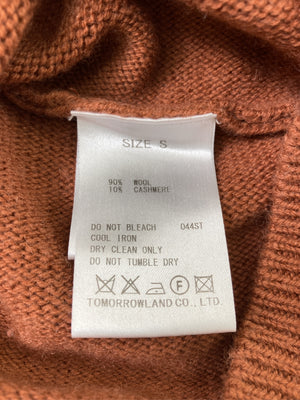 SIZE S
90% WOOL
10% CASHMERE
DO NOT BLEACH 044ST
COOL IRON
DRY CLEAN ONLY
DO NOT TUMBLE DRY
F
TOMORROWLAND CO., LTD.